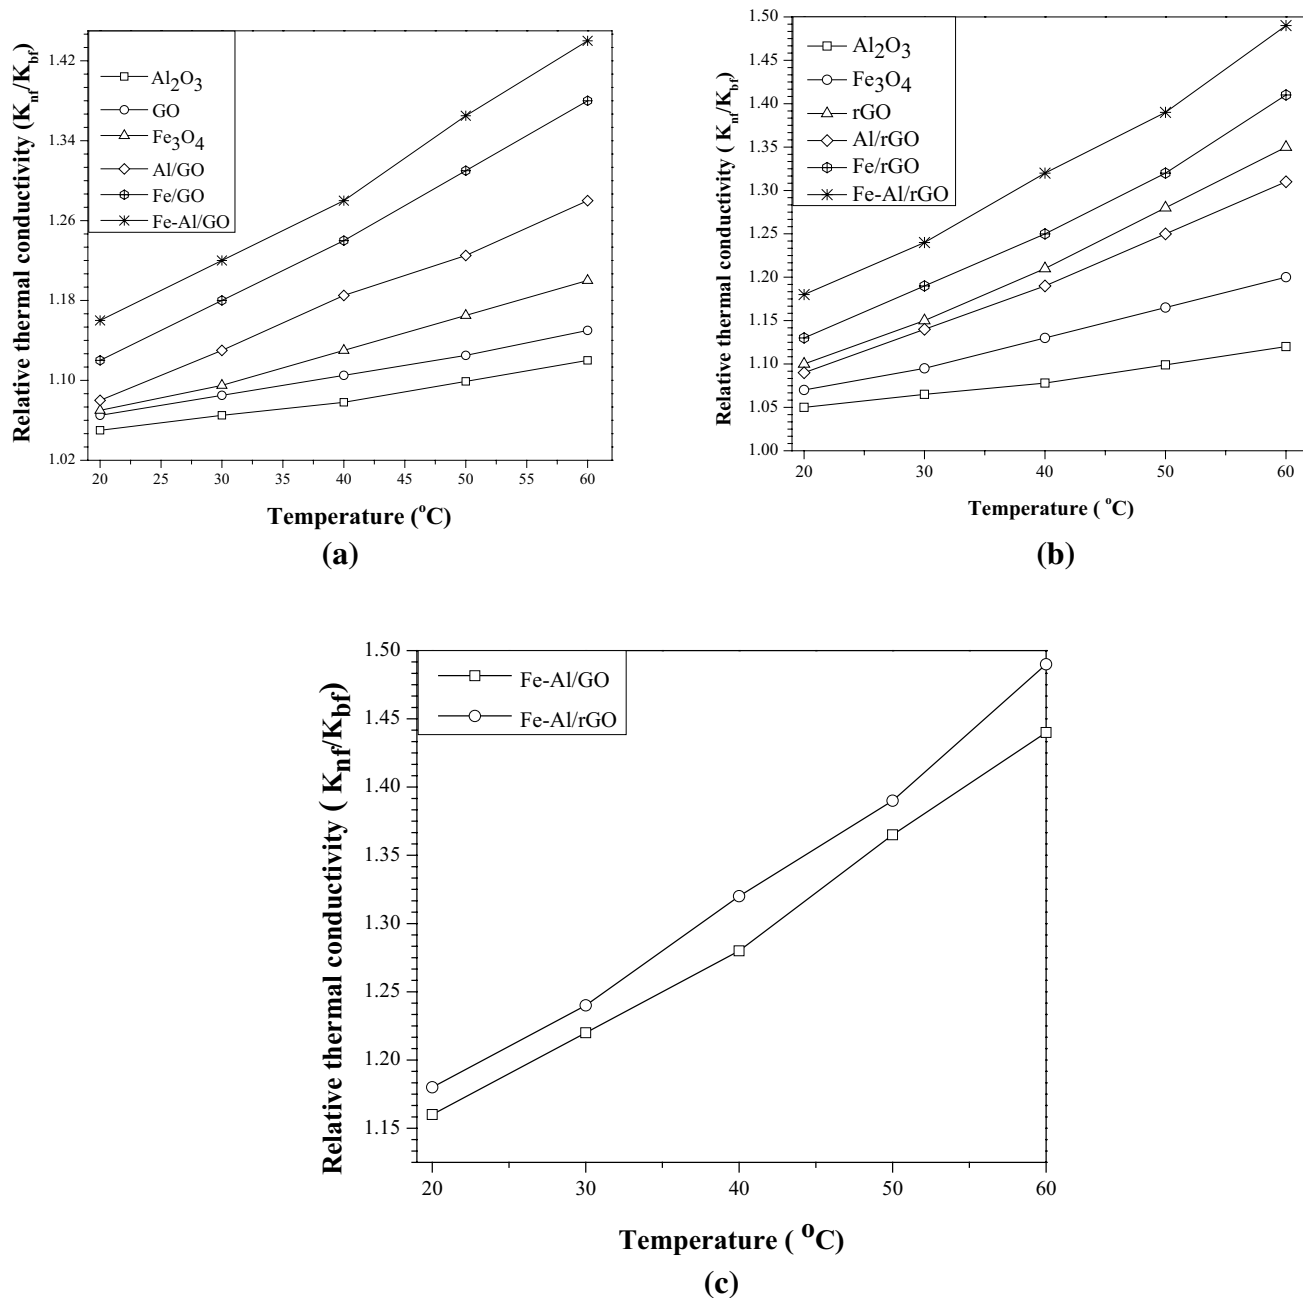 Relative thermal conductivity (Knf/Kbf)
1.42
1.34
1.26
1.18
1.10
1.02
Al2O3
GO
Fe3O4
Al/GO
Fe/GO
Fe-Al/GO
20 25 30 35 40 45 50 55 60
Temperature (oC)
(a)
Relative thermal conductivity ( Knf/Kbf)
1.50
1.45
1.40
1.35
1.30
1.25
1.20
1.15
1.10
1.05
1.00
Al2O3
Fe3O4
rGO
Al/rGO
Fe/rGO
Fe-Al/rGO
20 30 40 50 60
Temperature ( oC)
(b)
Relative thermal conductivity ( Knf/Kbf)
1.50
1.45
1.40
1.35
1.30
1.25
1.20
1.15
Fe-Al/GO
Fe-Al/rGO
20 30 40 50 60
Temperature ( oC)
(c)